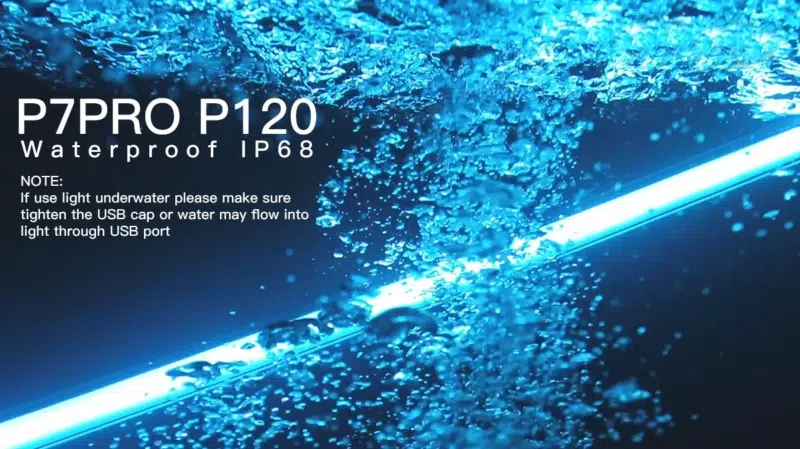 P7PRO P120
Waterproof IP68
NOTE:
If use light underwater please make sure
tighten the USB cap or water may flow into
light through USB port